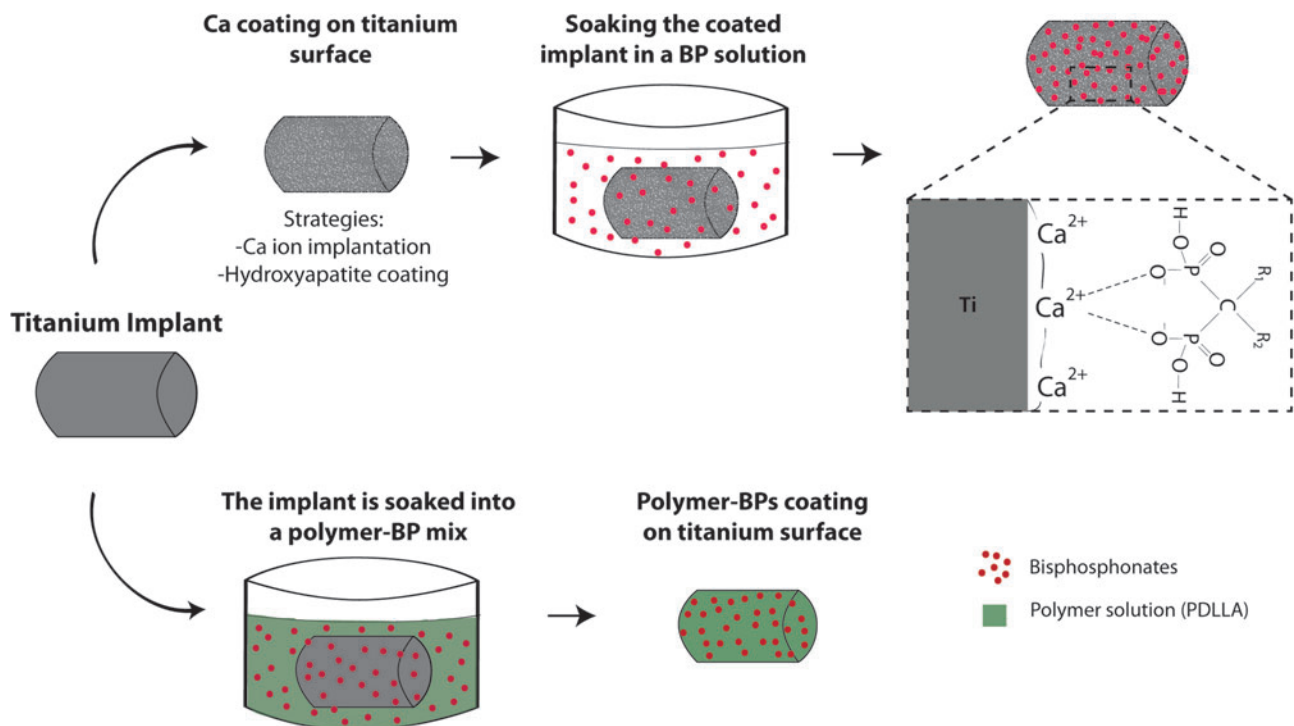 Ca coating on titanium
surface
Strategies:
-Ca ion implantation
-Hydroxyapatite coating
Soaking the coated
implant in a BP solution
Ti
Ca2+
Ca2+
Ca2+
H
O
P
O
O
-
C
R1
R2
-
O
P
O
O
H
Titanium Implant
The implant is soaked into
a polymer-BP mix
Polymer-BPs coating
on titanium surface
Bisphosphonates
Polymer solution (PDLLA)